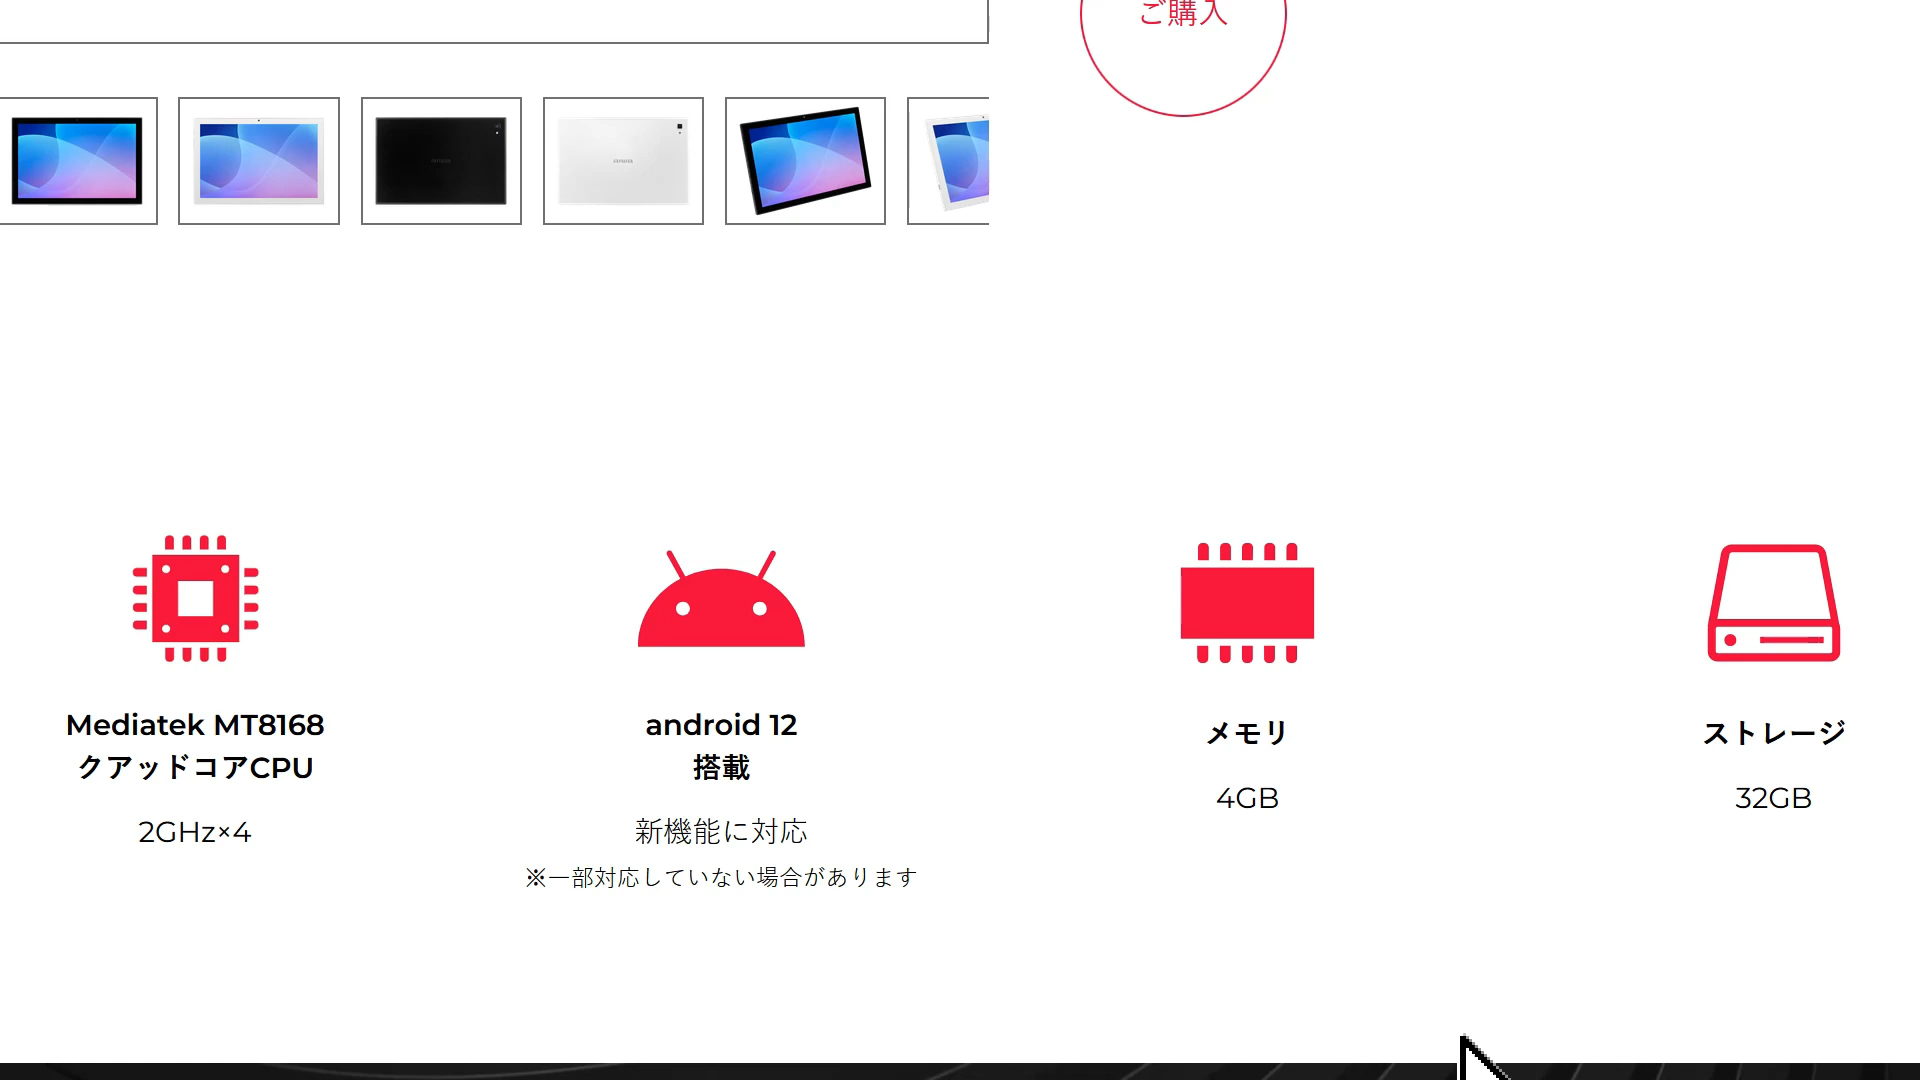 ご購入
Mediatek MT8168
クアッドコアCPU
2GHz×4
android 12
搭載
新機能に対応
※一部対応していない場合があります
メモリ
4GB
ストレージ
32GB